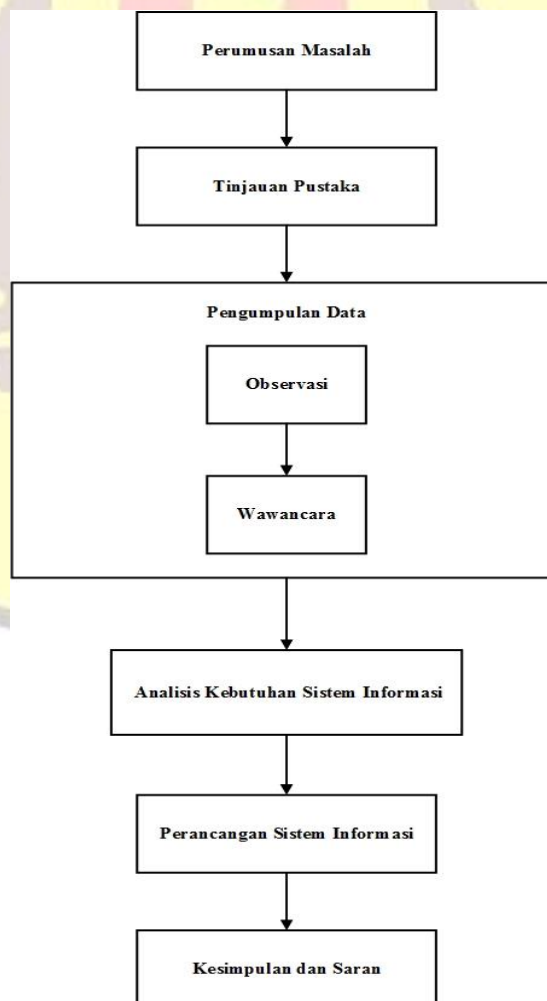 Perumusan Masalah
Tinjauan Pustaka
Pengumpulan Data
Observasi
Wawancara
Analisis Kebutuhan Sistem Informasi
Perancangan Sistem Informasi
Kesimpulan dan Saran